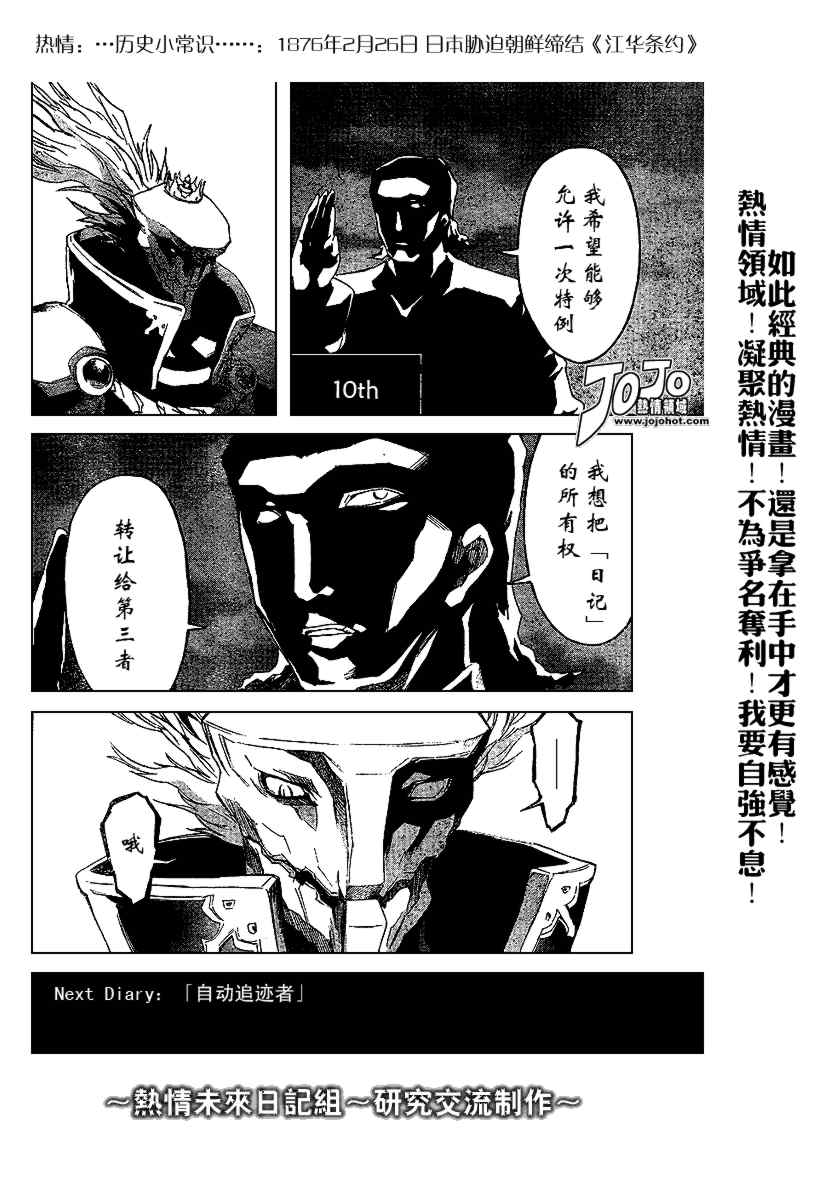 热情：…历史小常识……：1876年2月26日 日本胁迫朝鲜缔结《江华条约》
我希望能够
允许一次特例
10th
JOJO
熱情領域
www.jojohot.com
我想把「日记」
的所有权
转让给第三者
哦
Next Diary：「自动追迹者」
～熱情未來日記組～研究交流制作～
如此經典的漫畫！還是拿在手中才更有感覺！
熱情領域！凝聚熱情！不為爭名奪利！我要自強不息！